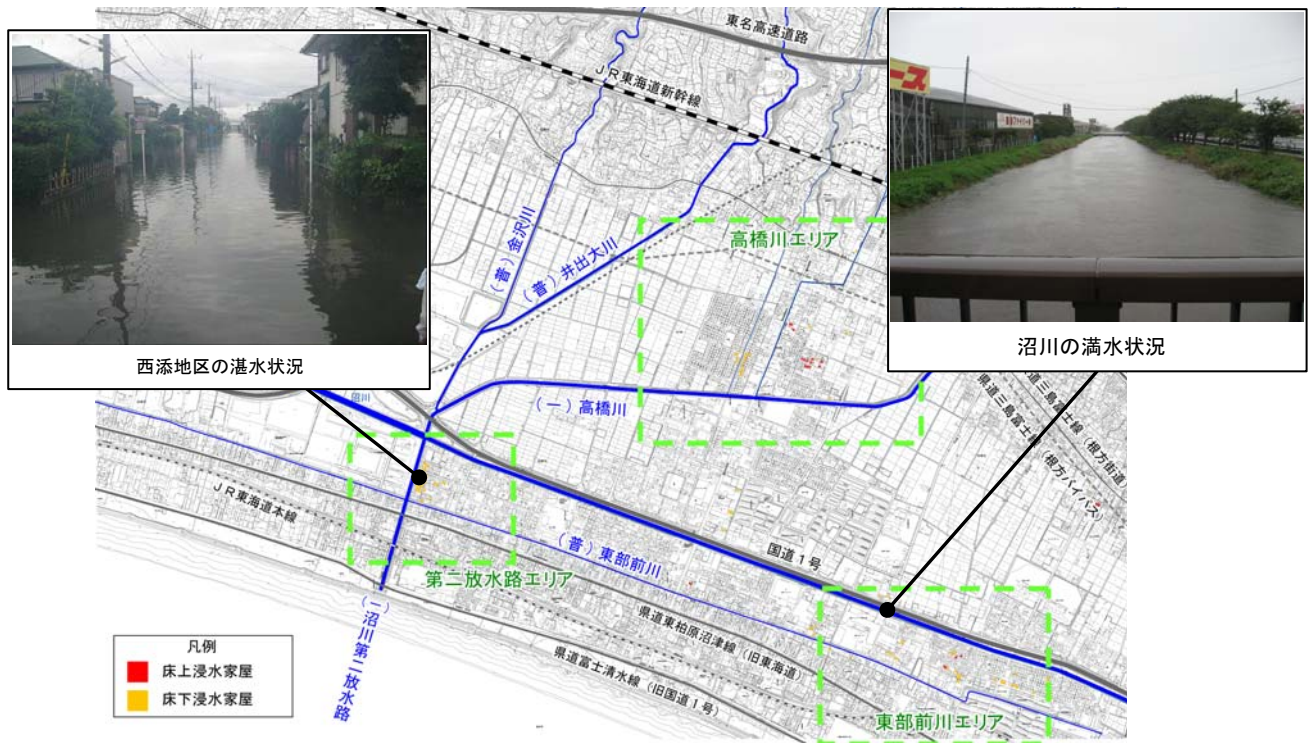 東名高速道路
JR東海道新幹線
(普)金沢川
(普)井出大川
高橋川エリア
ース
西添地区の湛水状況
沼川の満水状況
沼川
(一)高橋川
県道三島富士線(根方街道)
県道三島富士線(根方バイパス)
JR東海道本線
(普)東部前川
国道1号
第二放水路エリア
(一)沼川第二放水路
県道東柏原沼津線(旧東海道)
県道富士清水線(旧国道1号)
東部前川エリア
凡例
床上浸水家屋
床下浸水家屋